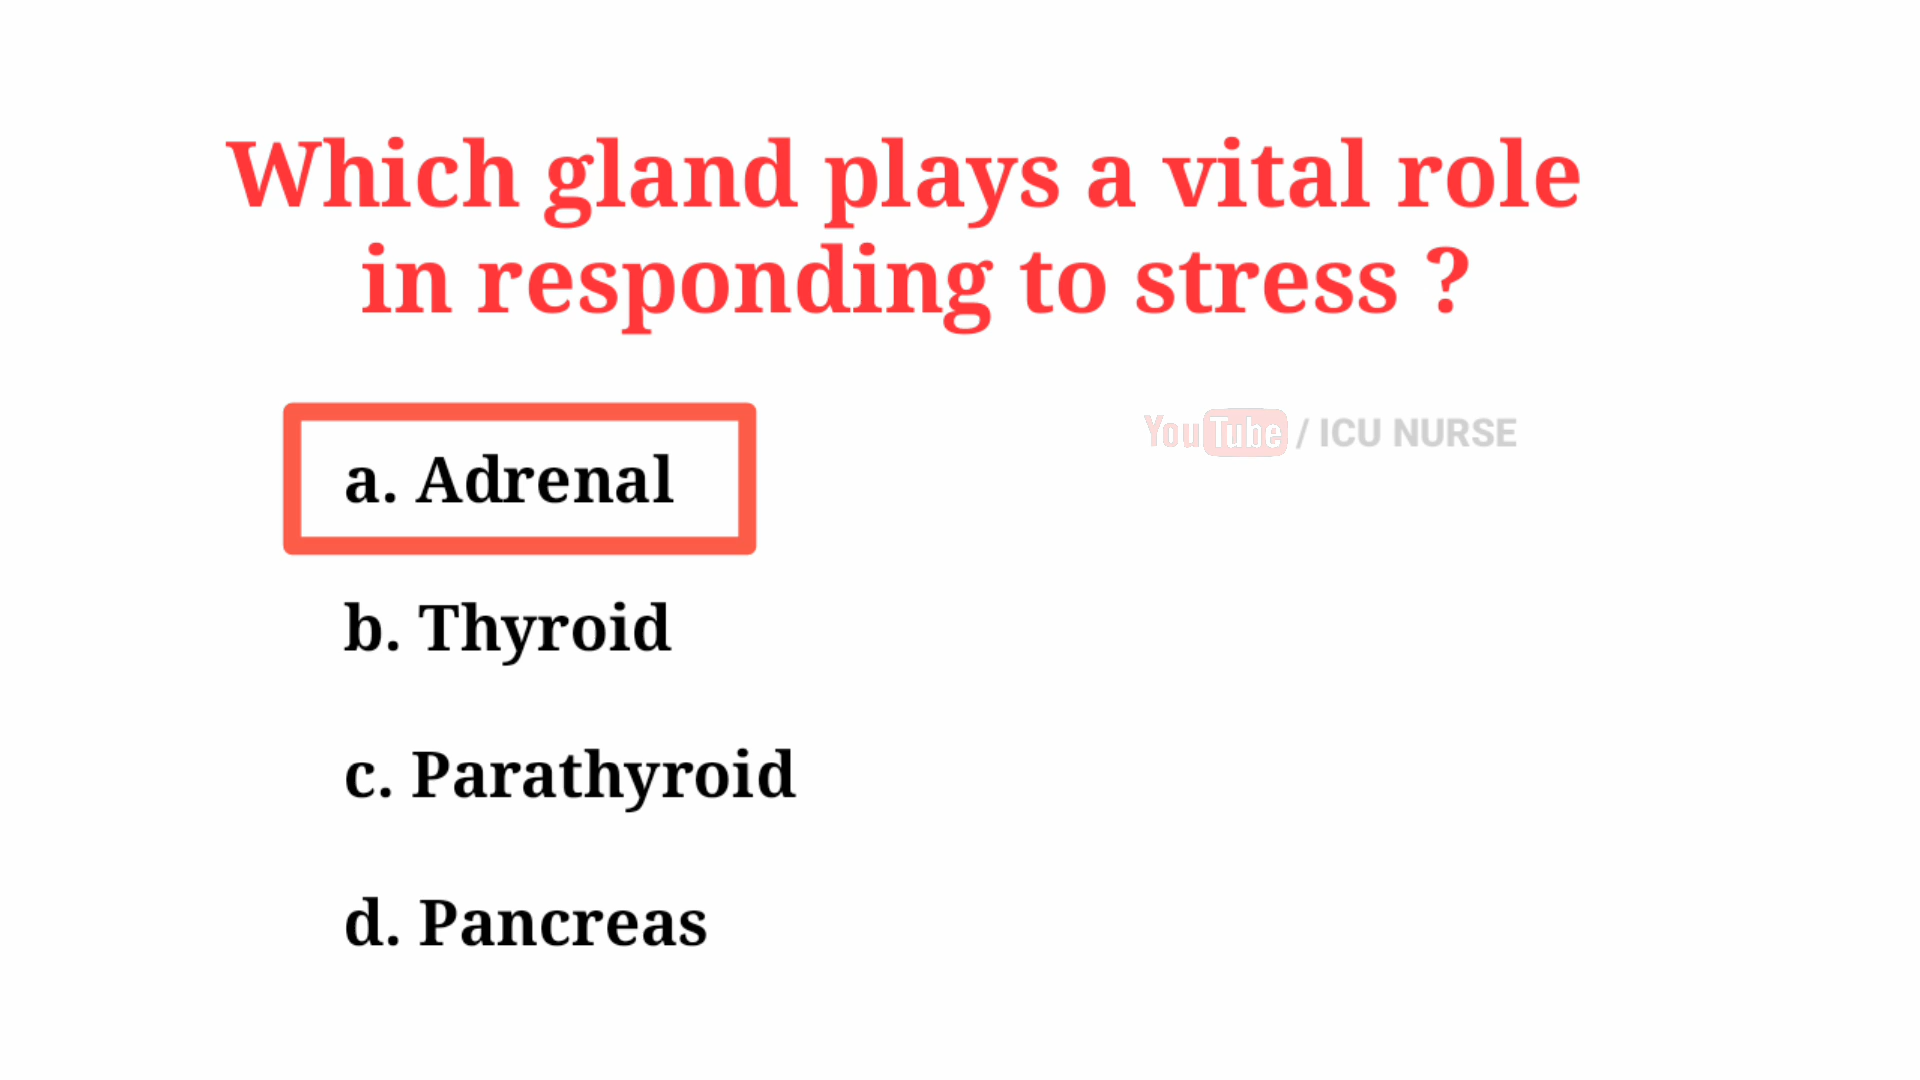 Which gland plays a vital role
in responding to stress ?
a. Adrenal
YouTube / ICU NURSE
b. Thyroid
c. Parathyroid
d. Pancreas